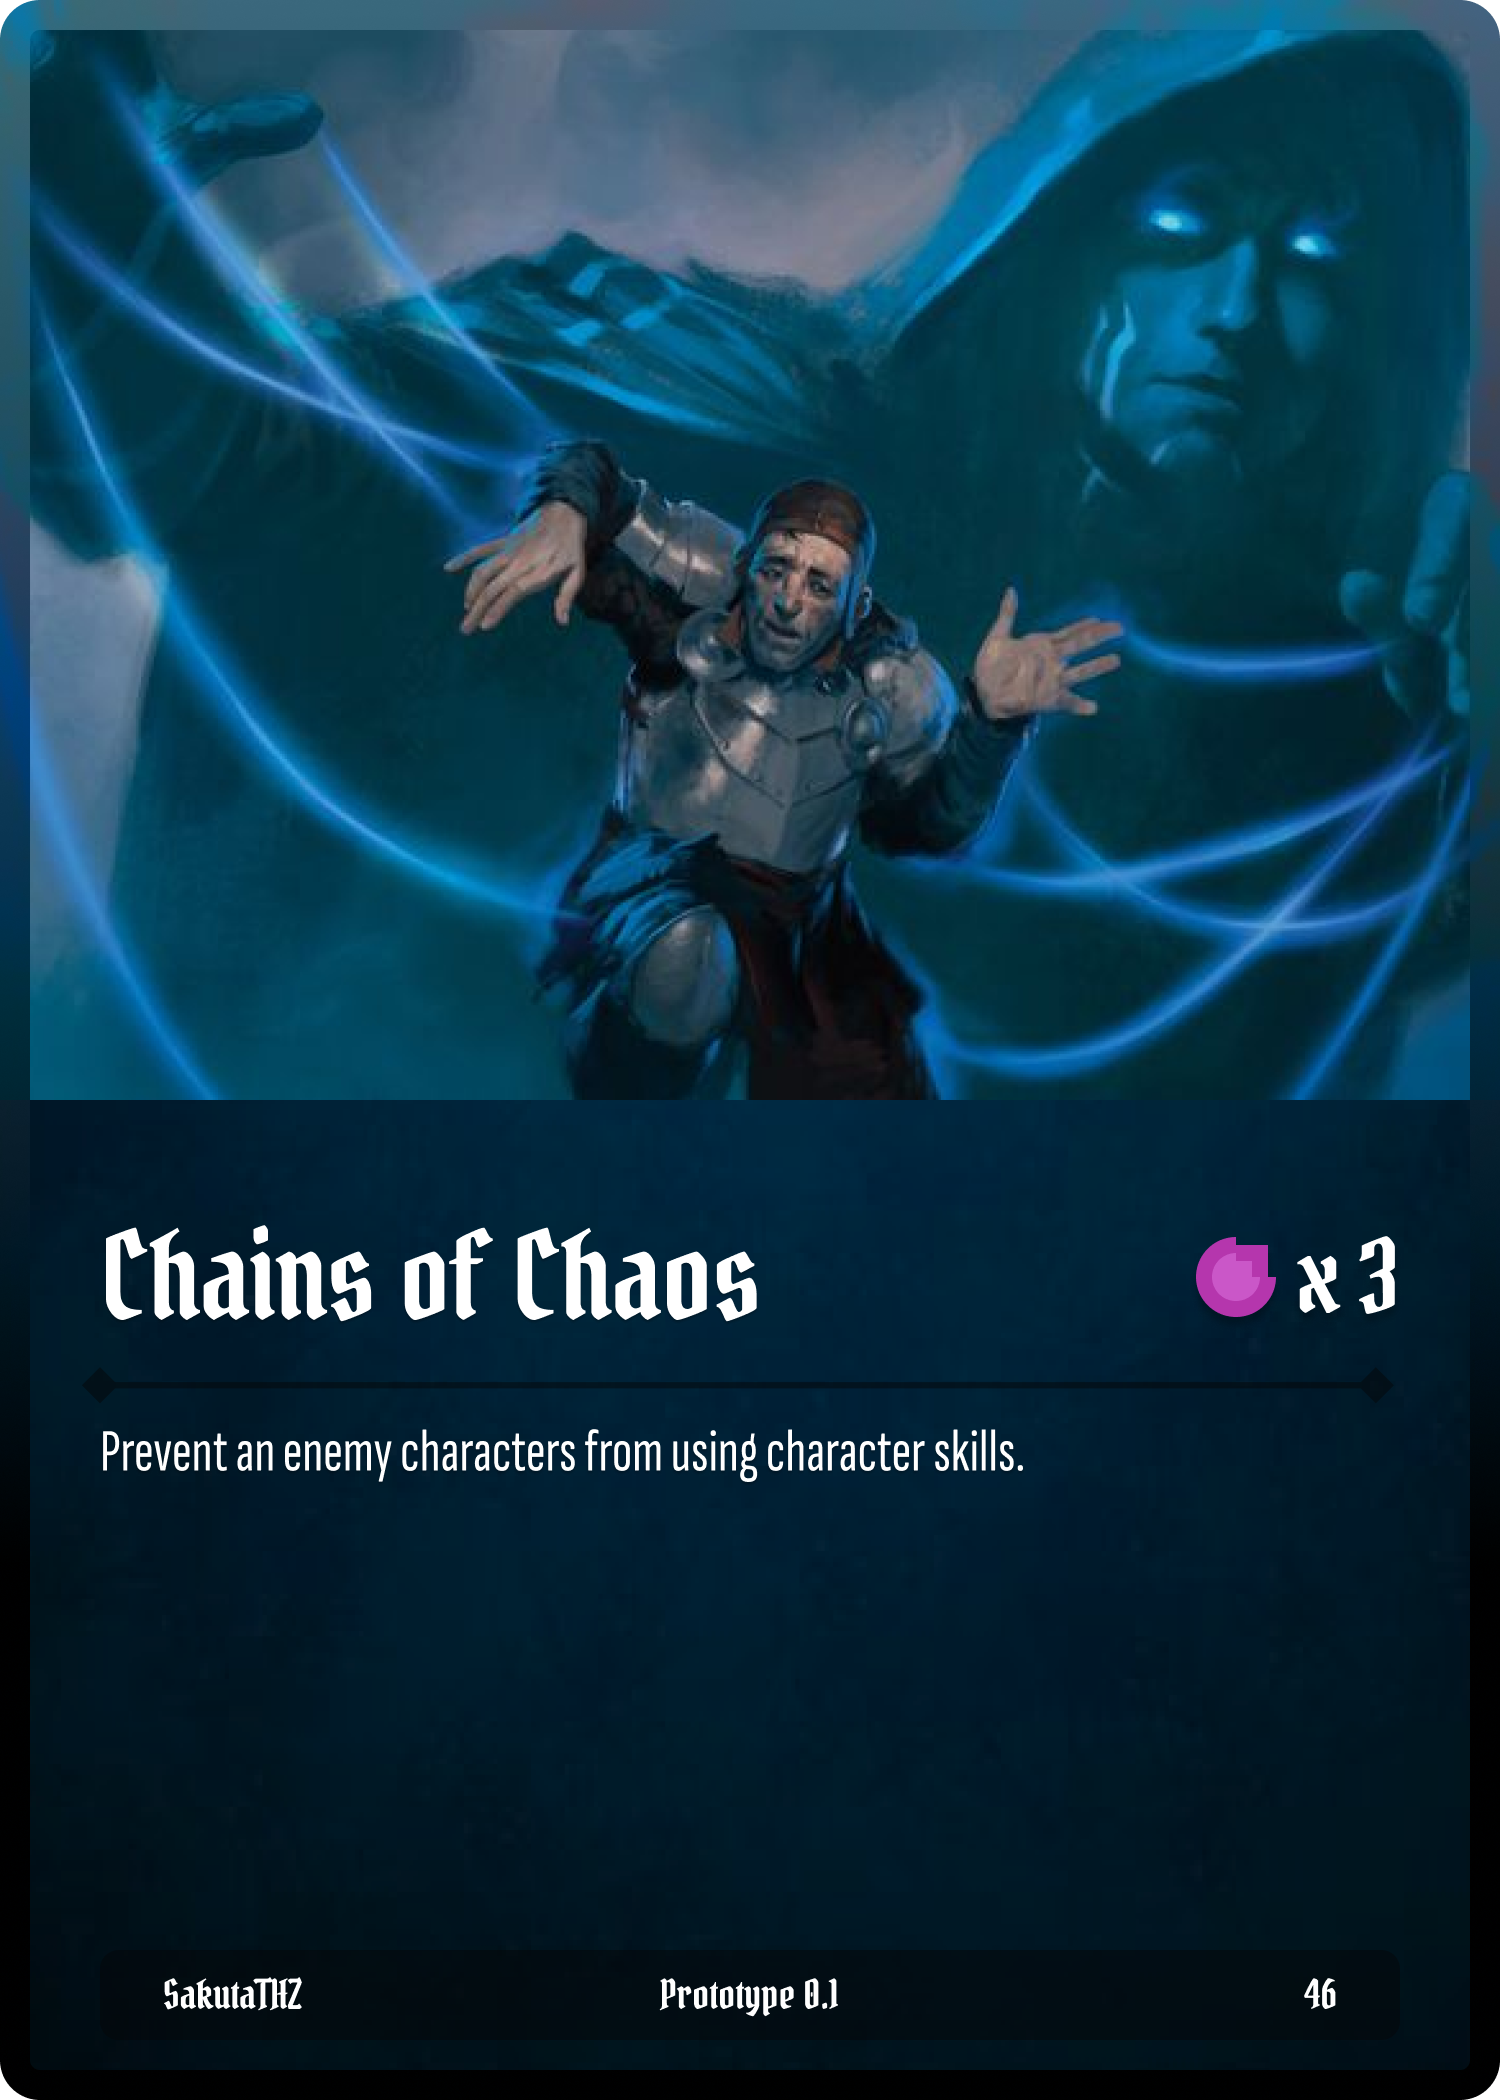 Chains of Chaos
x 3
Prevent an enemy characters from using character skills.
SakutaTHZ
Prototype 0.1
46